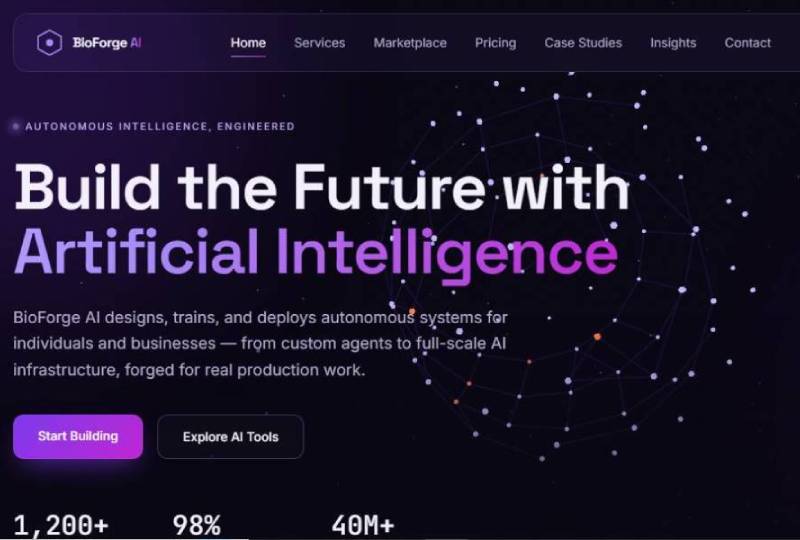 BioForge AI
Home Services Marketplace Pricing Case Studies Insights Contact
AUTONOMOUS INTELLIGENCE, ENGINEERED
Build the Future with
Artificial Intelligence
BioForge AI designs, trains, and deploys autonomous systems for
individuals and businesses — from custom agents to full-scale AI
infrastructure, forged for real production work.
Start Building Explore AI Tools
1,200+ 98% 40M+